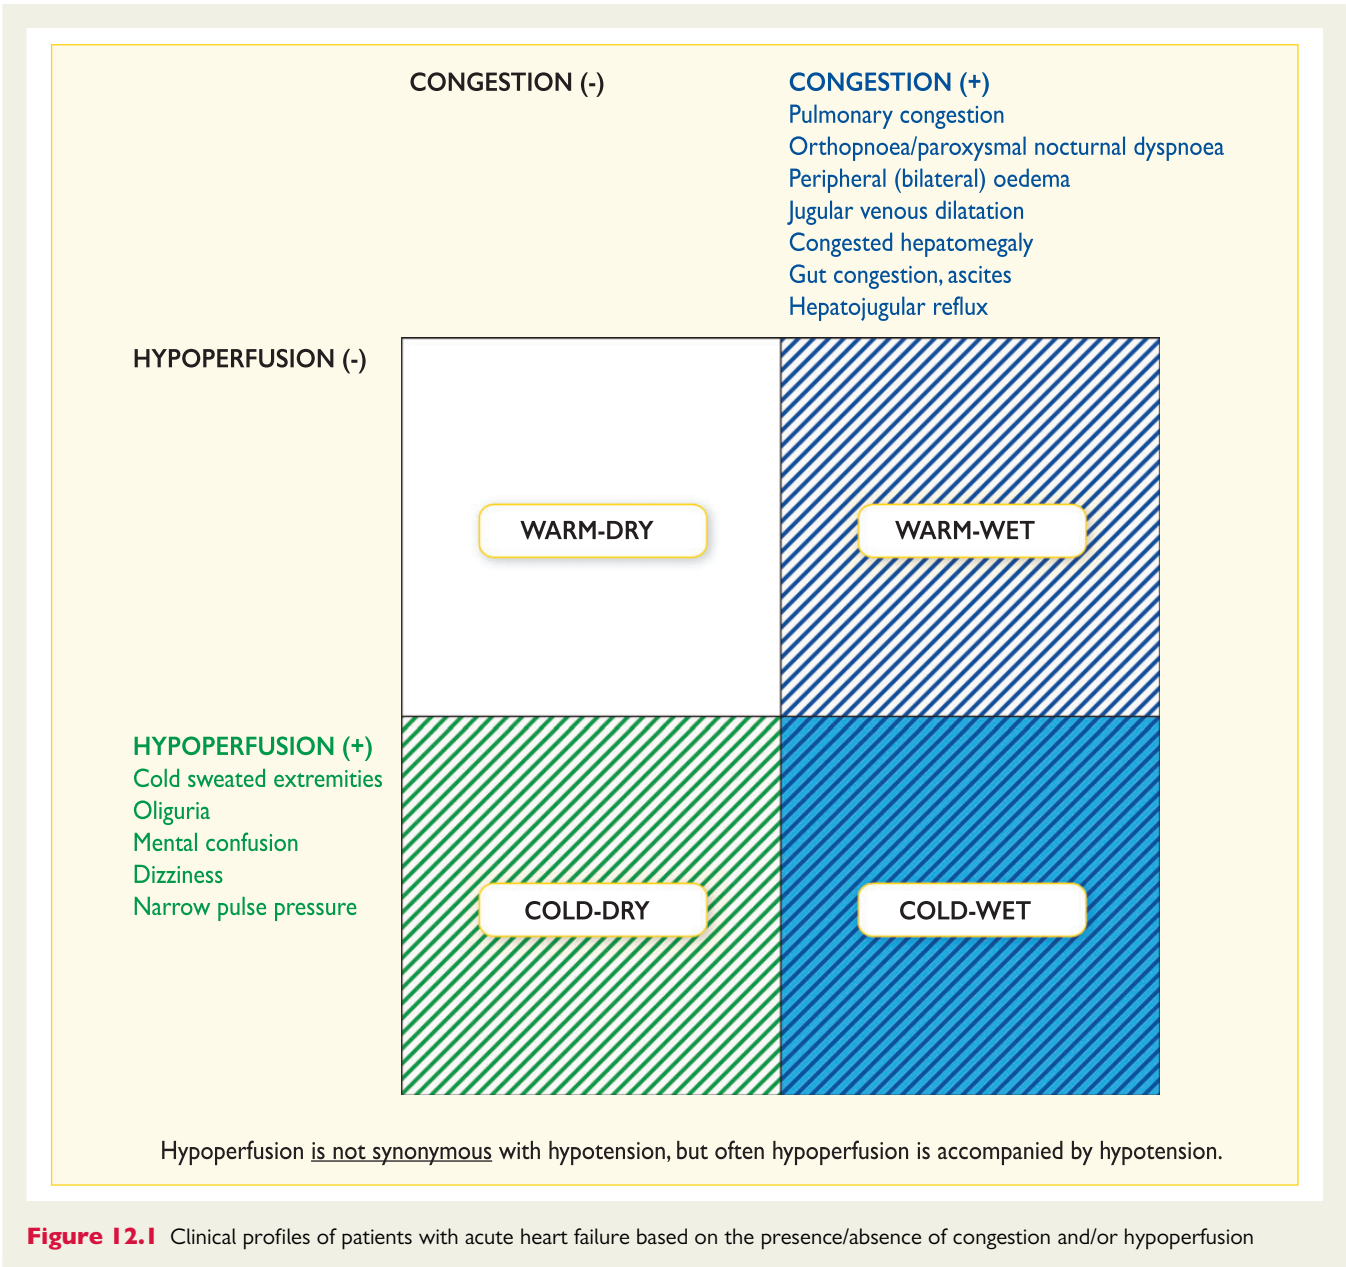 CONGESTION (-)
CONGESTION (+)
Pulmonary congestion
Orthopnoea/paroxysmal nocturnal dyspnoea
Peripheral (bilateral) oedema
Jugular venous dilatation
Congested hepatomegaly
Gut congestion, ascites
Hepatojugular reflux
HYPOPERFUSION (-)
WARM-DRY
WARM-WET
HYPOPERFUSION (+)
Cold sweated extremities
Oliguria
Mental confusion
Dizziness
Narrow pulse pressure
COLD-DRY
COLD-WET
Hypoperfusion is not synonymous with hypotension, but often hypoperfusion is accompanied by hypotension.
Figure 12.1 Clinical profiles of patients with acute heart failure based on the presence/absence of congestion and/or hypoperfusion